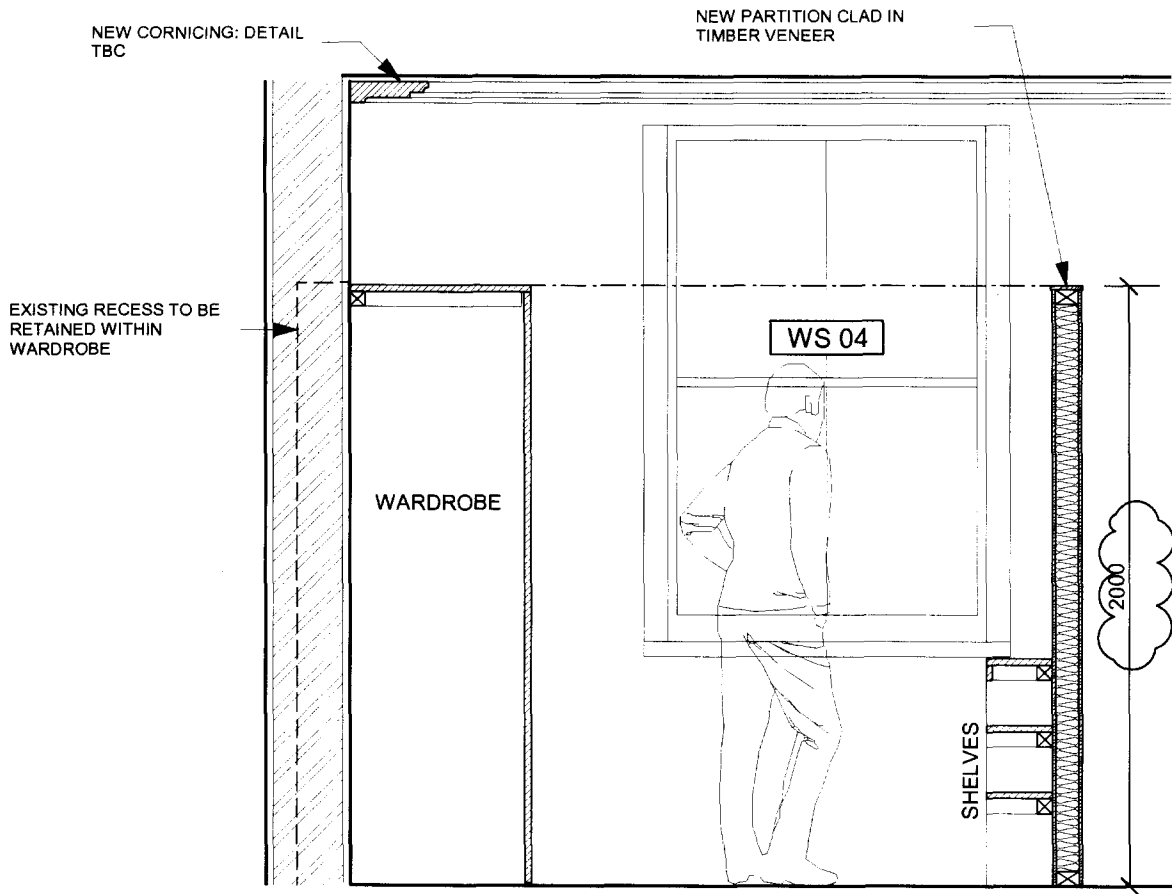 NEW CORNICING: DETAIL
TBC
NEW PARTITION CLAD IN
TIMBER VENEER
EXISTING RECESS TO BE
RETAINED WITHIN
WARDROBE
WS 04
WARDROBE
SHELVES
2000